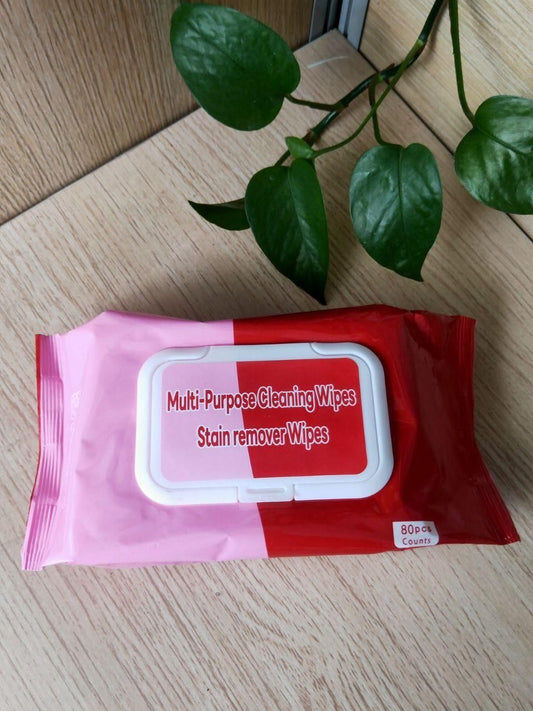 Multi-Purpose Cleaning Wipes
Stain remover Wipes
80pcs
Counts